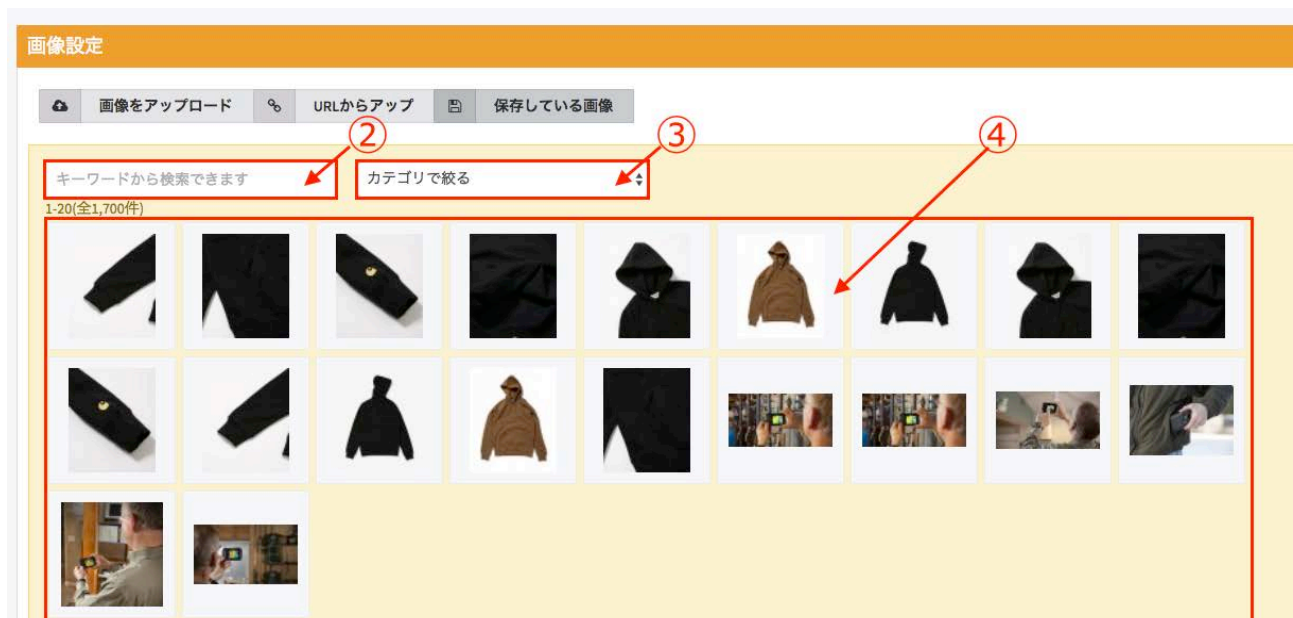 画像設定
画像をアップロード URLからアップ 保存している画像
② ③ ④
キーワードから検索できます カテゴリで絞る
1-20(全1,700件)